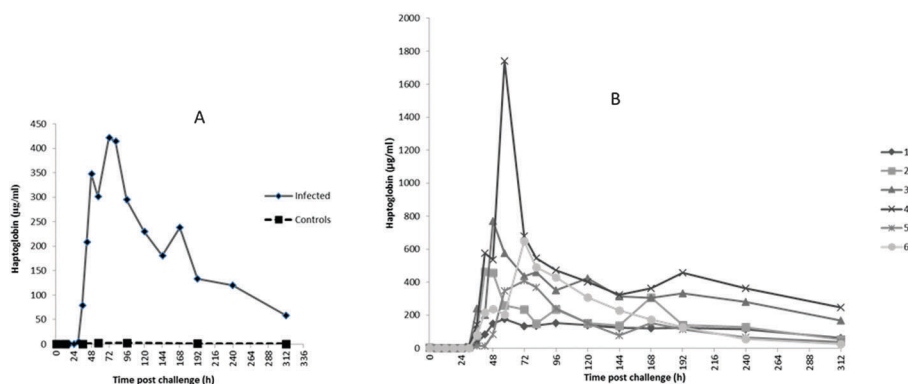 A
Haptoglobin (µg/ml)
450
400
350
300
250
200
150
100
50
0
0 24 48 72 96 120 144 168 192 216 240 264 288 312 336
Time post challenge (h)
Infected
Controls
B
Haptoglobin (µg/ml)
2000
1800
1600
1400
1200
1000
800
600
400
200
0
0 24 48 72 96 120 144 168 192 216 240 264 288 312
Time post challenge (h)
1
2
3
4
5
6